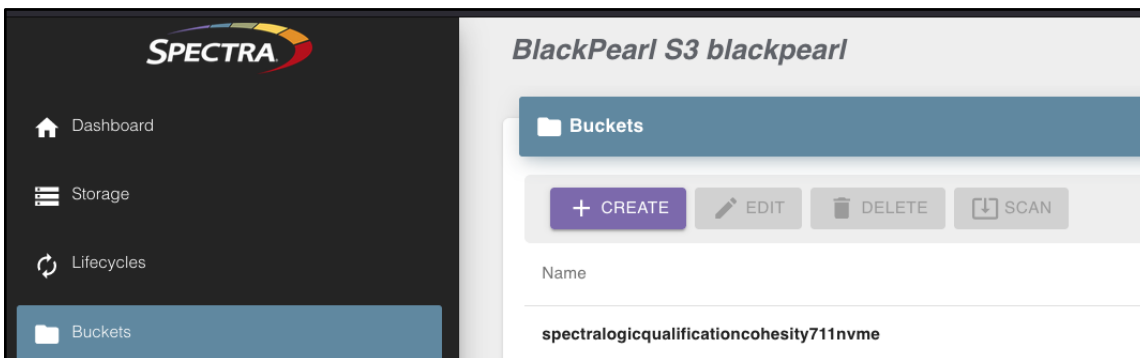 SPECTRA
BlackPearl S3 blackpearl
Dashboard
Buckets
Storage
+ CREATE
EDIT
DELETE
SCAN
Lifecycles
Name
Buckets
spectralogicqualificationcohesity711nvme